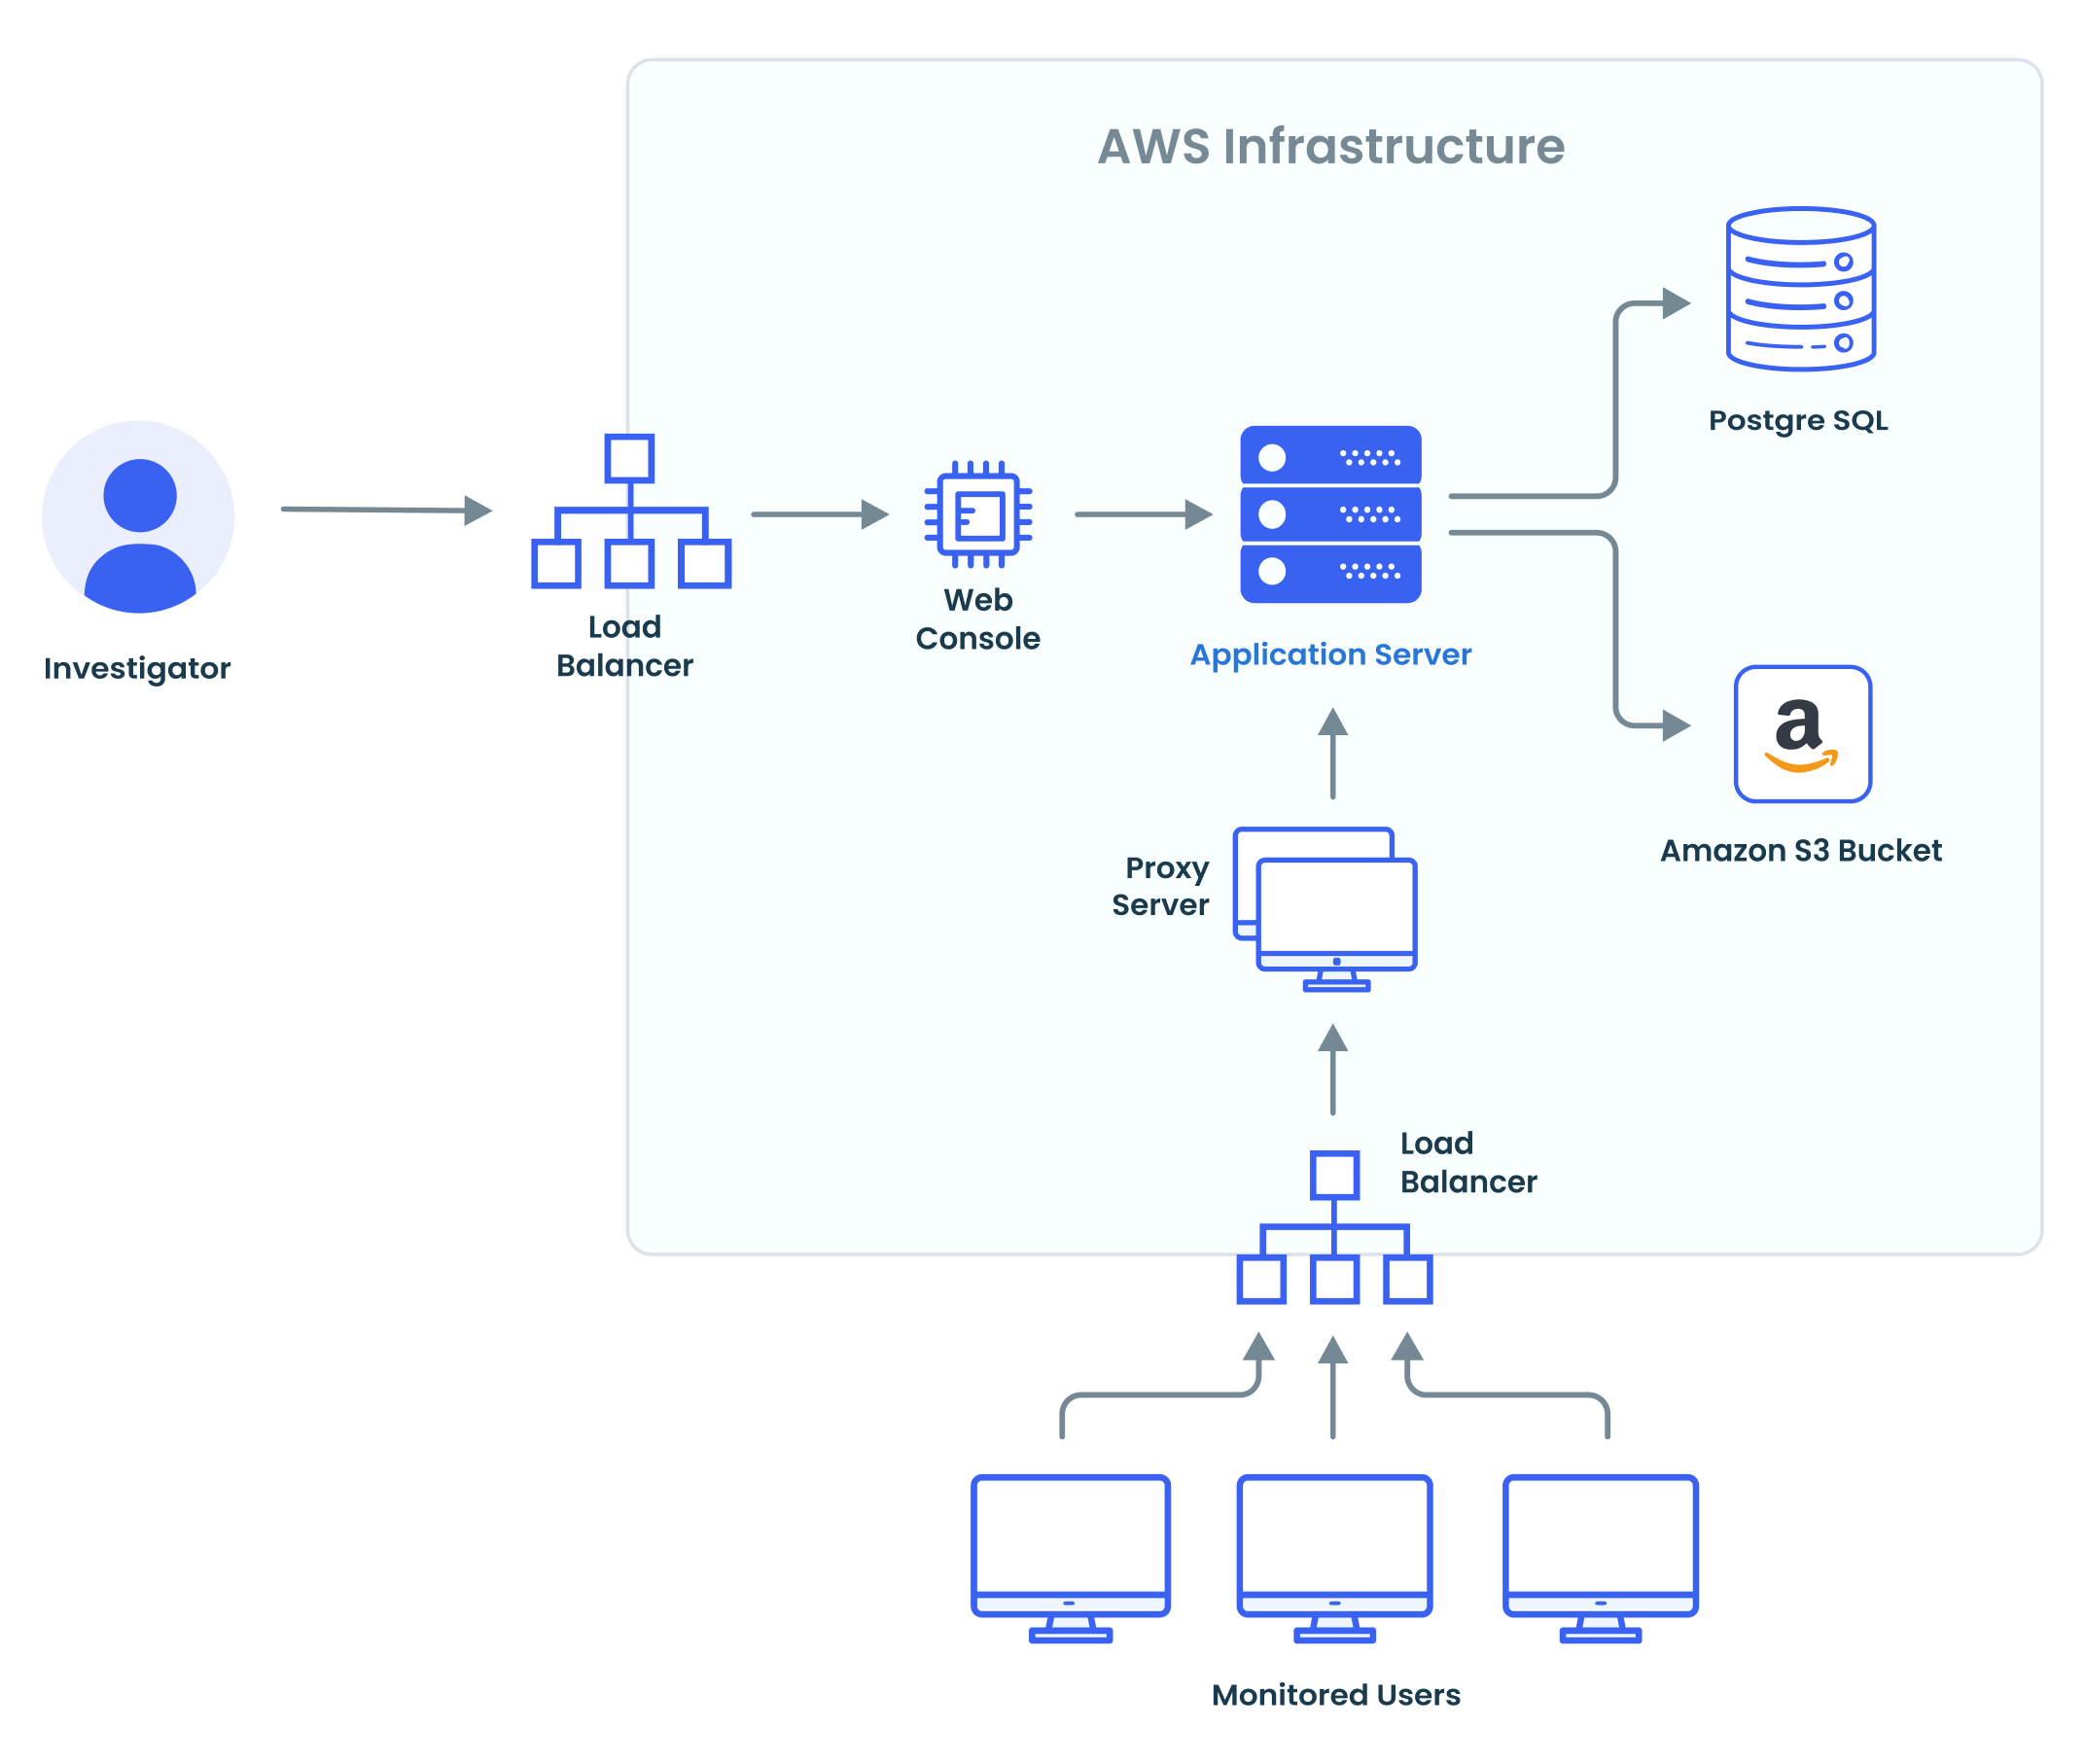 AWS Infrastructure
Postgre SQL
Investigator
Load
Balancer
Web
Console
Application Server
Amazon S3 Bucket
Proxy
Server
Load
Balancer
Monitored Users